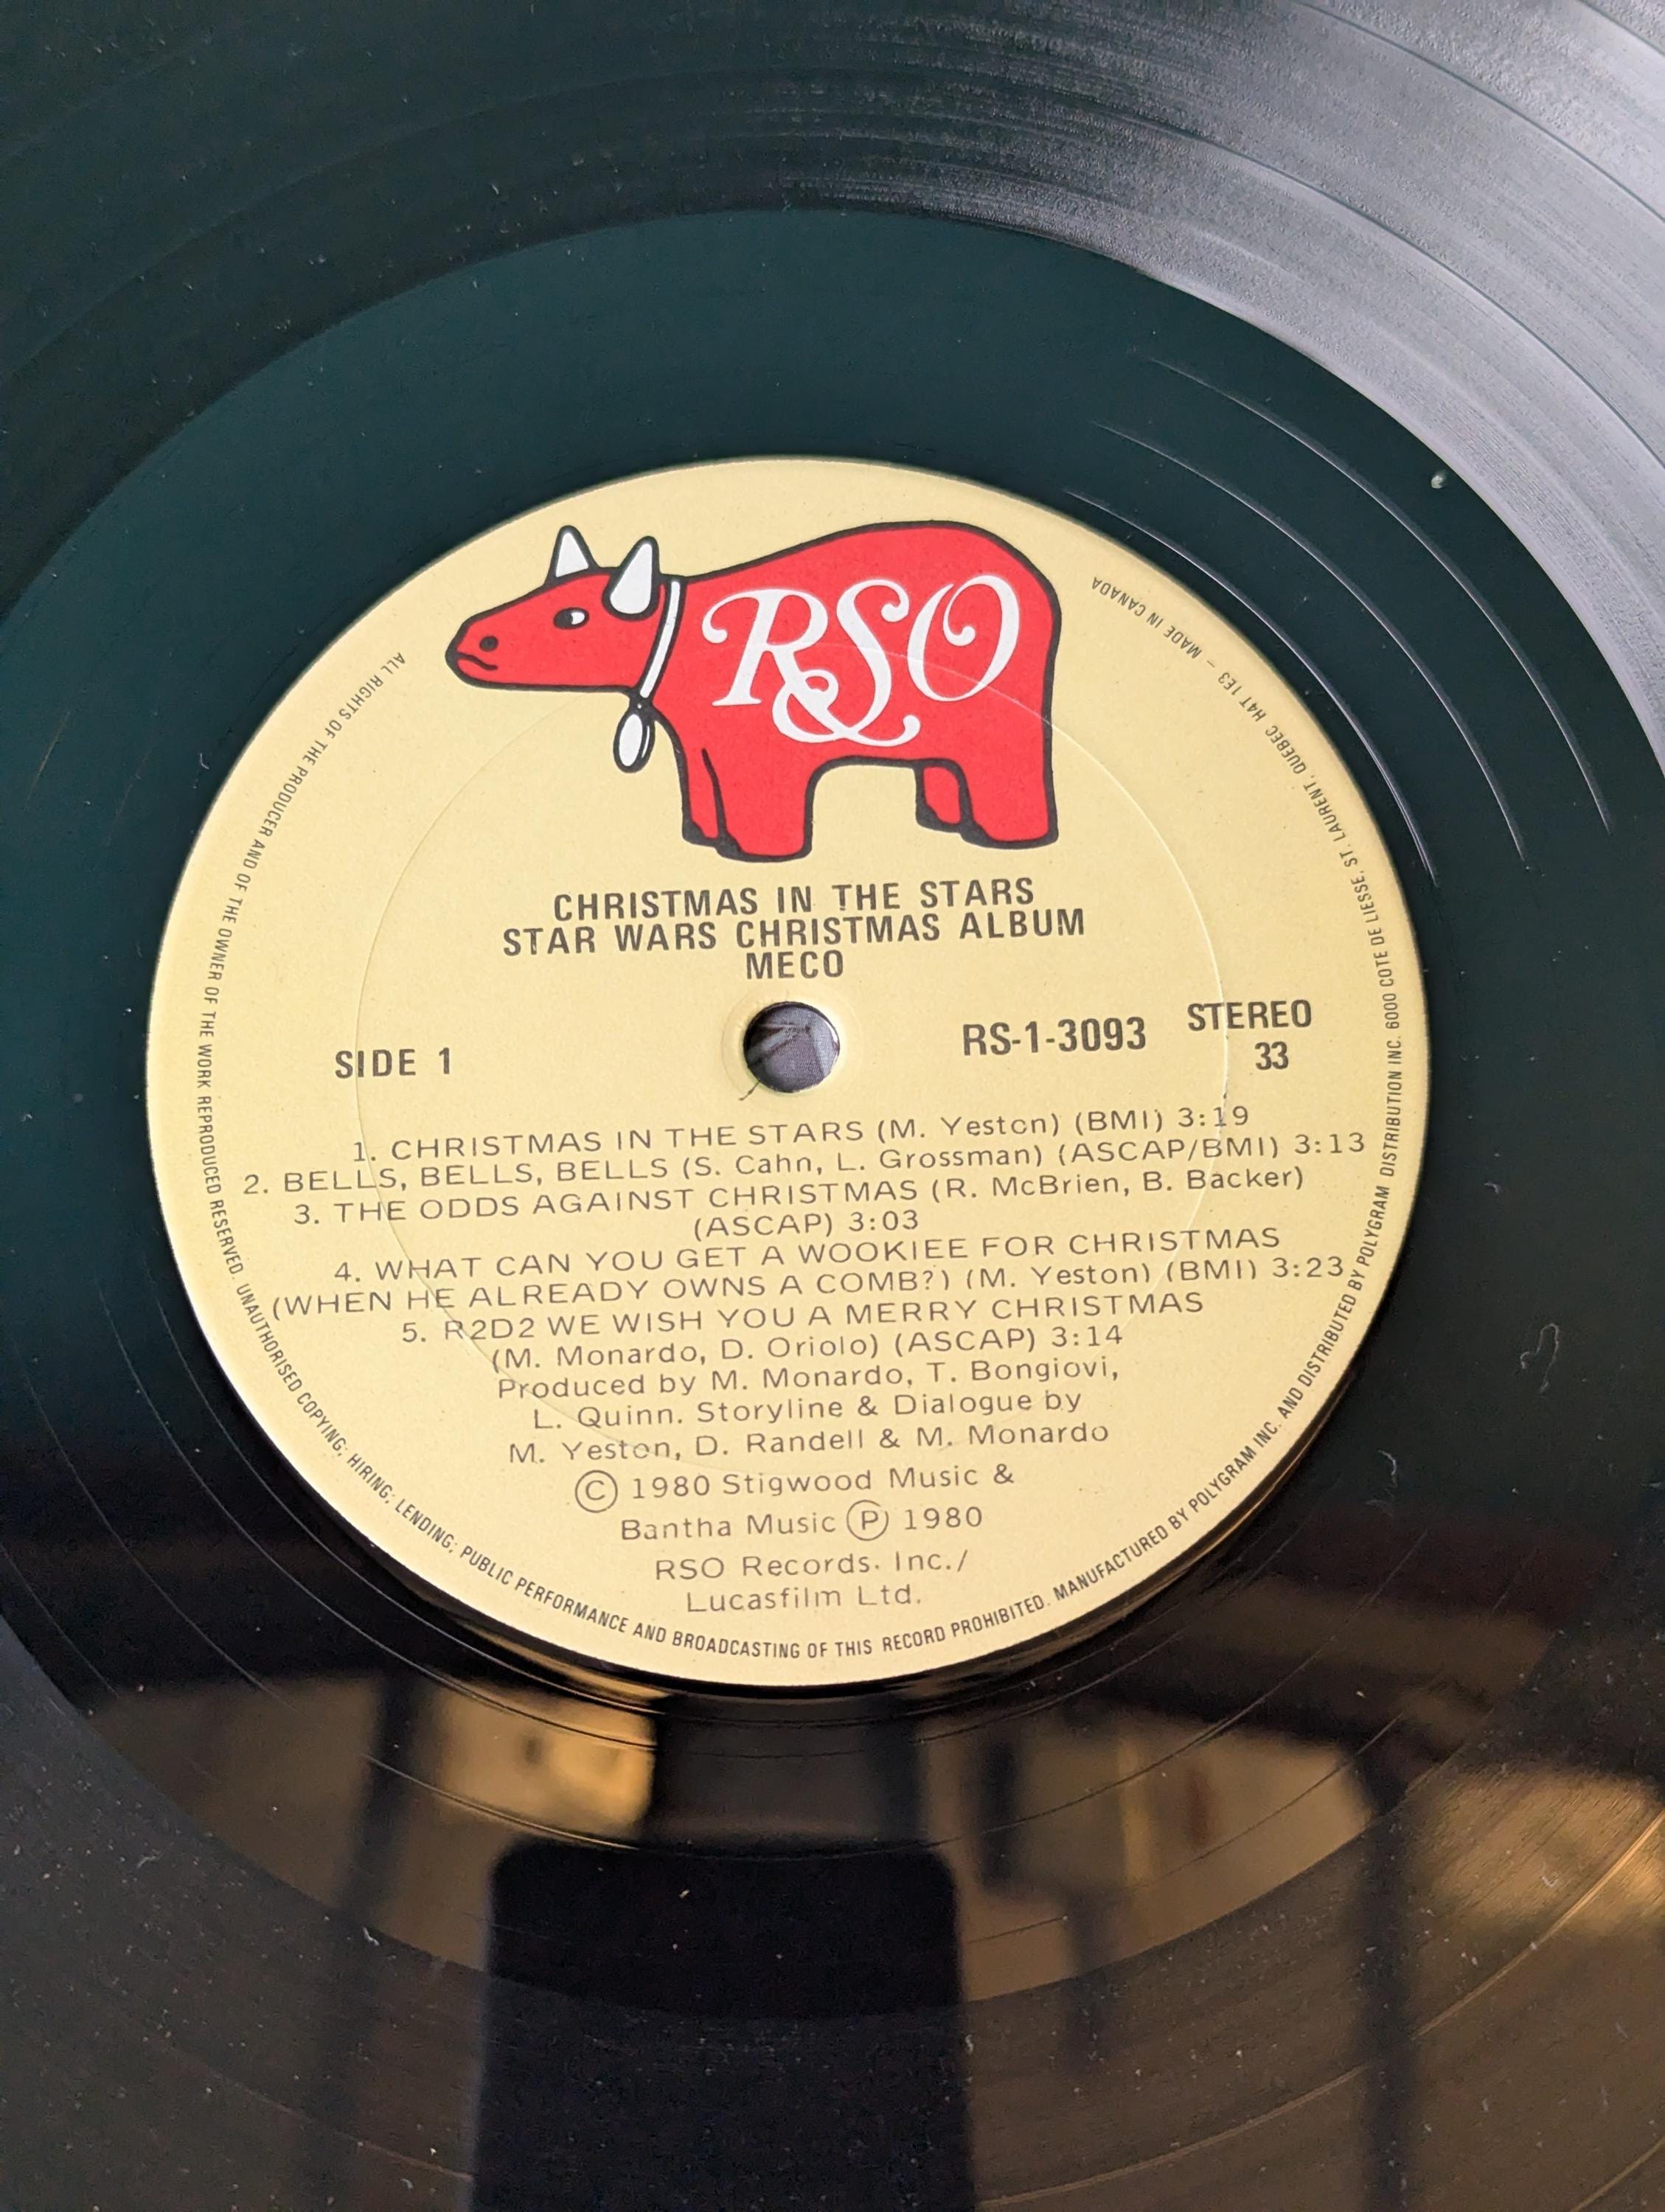 RSO
CHRISTMAS IN THE STARS
STAR WARS CHRISTMAS ALBUM
MECO
SIDE 1
RS-1-3093
STEREO
33
1. CHRISTMAS IN THE STARS (M. Yeston) (BMI) 3:19
2. BELLS, BELLS, BELLS (S. Cahn, L. Grossman) (ASCAP/BMI) 3:13
3. THE ODDS AGAINST CHRISTMAS (R. McBrien, B. Backer)
(ASCAP) 3:03
4. WHAT CAN YOU GET A WOOKIEE FOR CHRISTMAS
(WHEN HE ALREADY OWNS A COMB?) (M. Yeston) (BMI) 3:23
5. R2D2 WE WISH YOU A MERRY CHRISTMAS
(M. Monardo, D. Oriolo) (ASCAP) 3:14
Produced by M. Monardo, T. Bongiovi,
L. Quinn. Storyline & Dialogue by
M. Yeston, D. Randell & M. Monardo
© 1980 Stigwood Music &
Bantha Music Ⓟ 1980
RSO Records. Inc./
Lucasfilm Ltd.
ALL RIGHTS OF THE PRODUCER AND OF THE OWNER OF THE WORK REPRODUCED RESERVED. UNAUTHORISED COPYING; HIRING; LENDING; PUBLIC PERFORMANCE AND BROADCASTING OF THIS RECORD PROHIBITED. MANUFACTURED BY POLYGRAM INC. AND DISTRIBUTED BY POLYGRAM DISTRIBUTION INC. 6000 COTE DE LIESSE, ST. LAURENT, QUEBEC H4T 1E3 – MADE IN CANADA